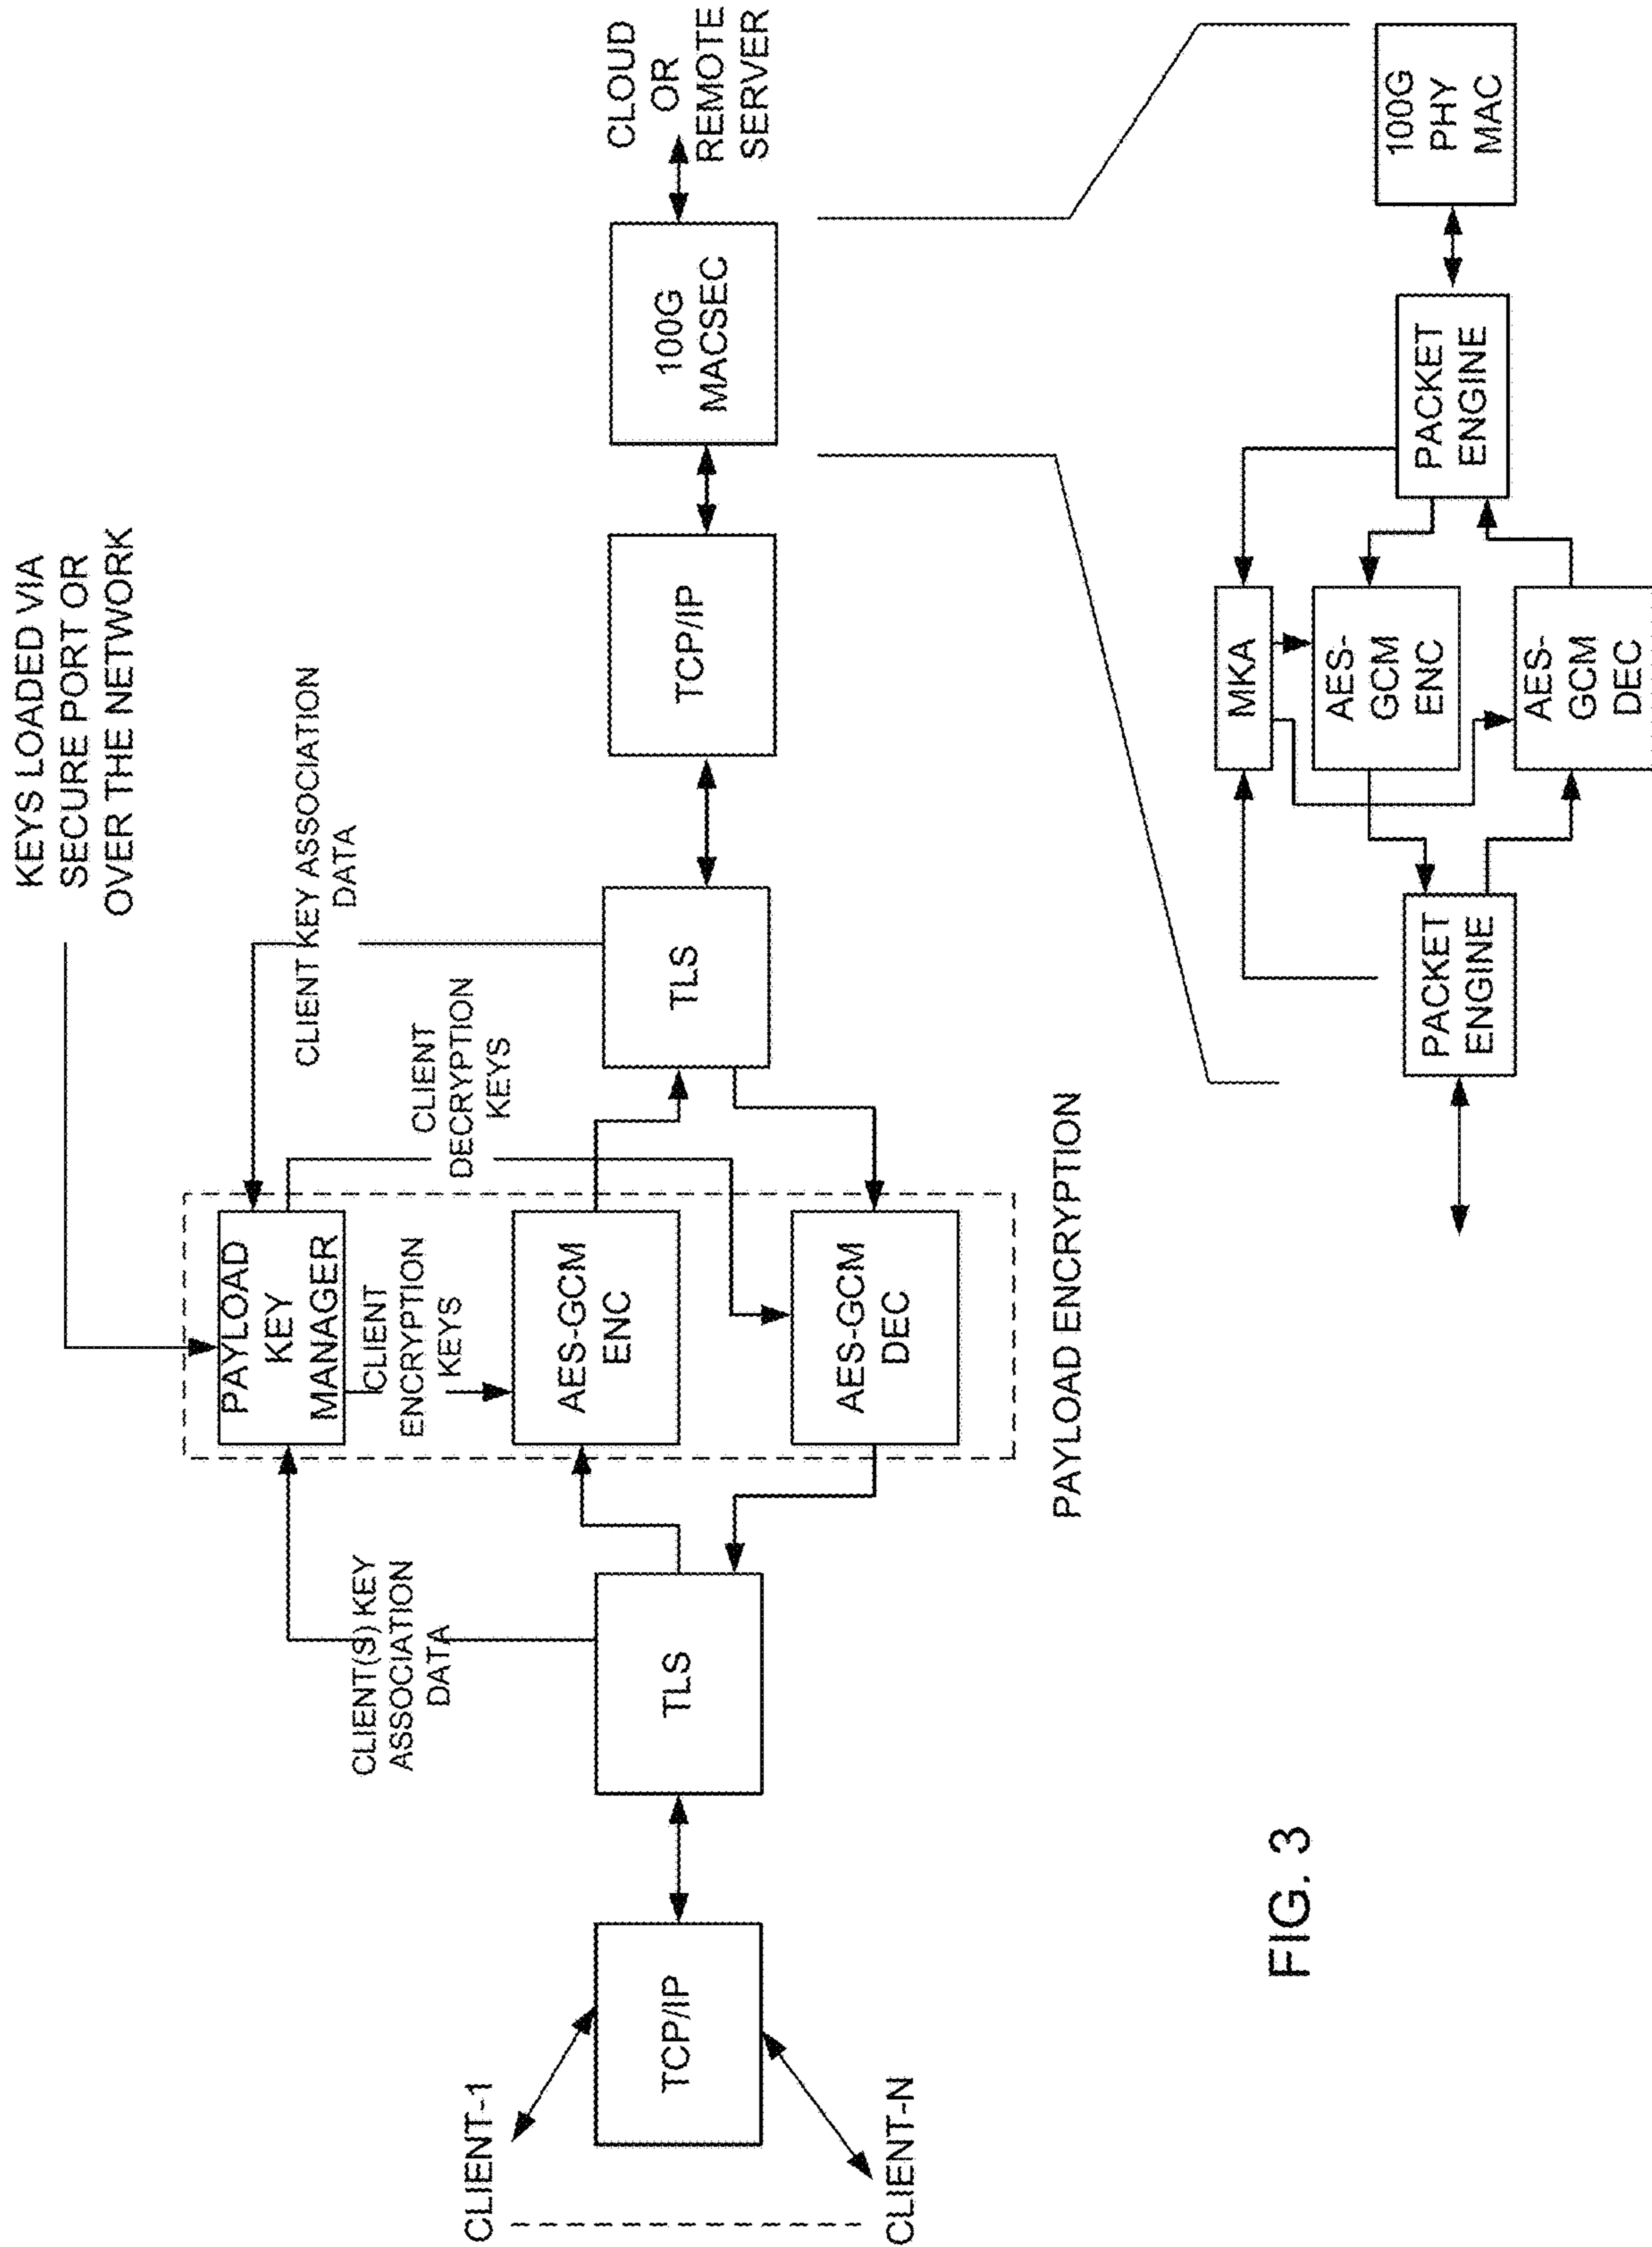 KEYS LOADED VIA
SECURE PORT OR
OVER THE NETWORK
CLIENT-1
CLIENT-N
TCP/IP
TLS
CLIENT(S) KEY
ASSOCIATION
DATA
PAYLOAD
KEY
MANAGER
CLIENT
ENCRYPTION
KEYS
AES-GCM
ENC
AES-GCM
DEC
PAYLOAD ENCRYPTION
CLIENT
DECRYPTION
KEYS
CLIENT KEY ASSOCIATION
DATA
TLS
TCP/IP
100G
MACSEC
CLOUD
OR
REMOTE
SERVER
PACKET
ENGINE
MKA
AES-
GCM
ENC
AES-
GCM
DEC
PACKET
ENGINE
100G
PHY
MAC
FIG. 3